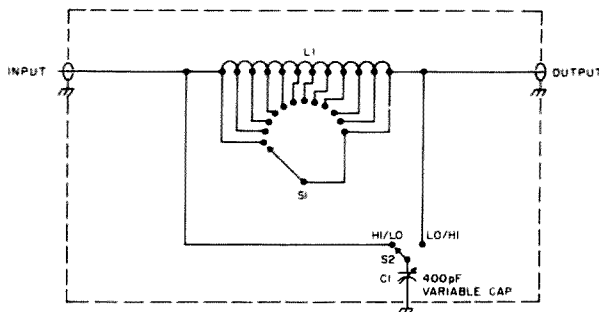 L1
INPUT
OUTPUT
S1
HI/LO
LO/HI
S2
C1
400pF
VARIABLE CAP